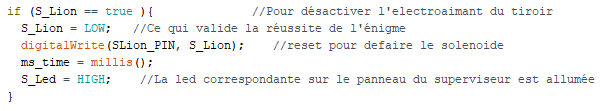 if (S_Lion == true ){ //Pour désactiver l'electroaimant du tiroir
S_Lion = LOW; //Ce qui valide la réussite de l'énigme
digitalWrite(SLion_PIN, S_Lion); //reset pour defaire le solenoide
ms_time = millis();
S_Led = HIGH; //La led correspondante sur le panneau du superviseur est allumée
}